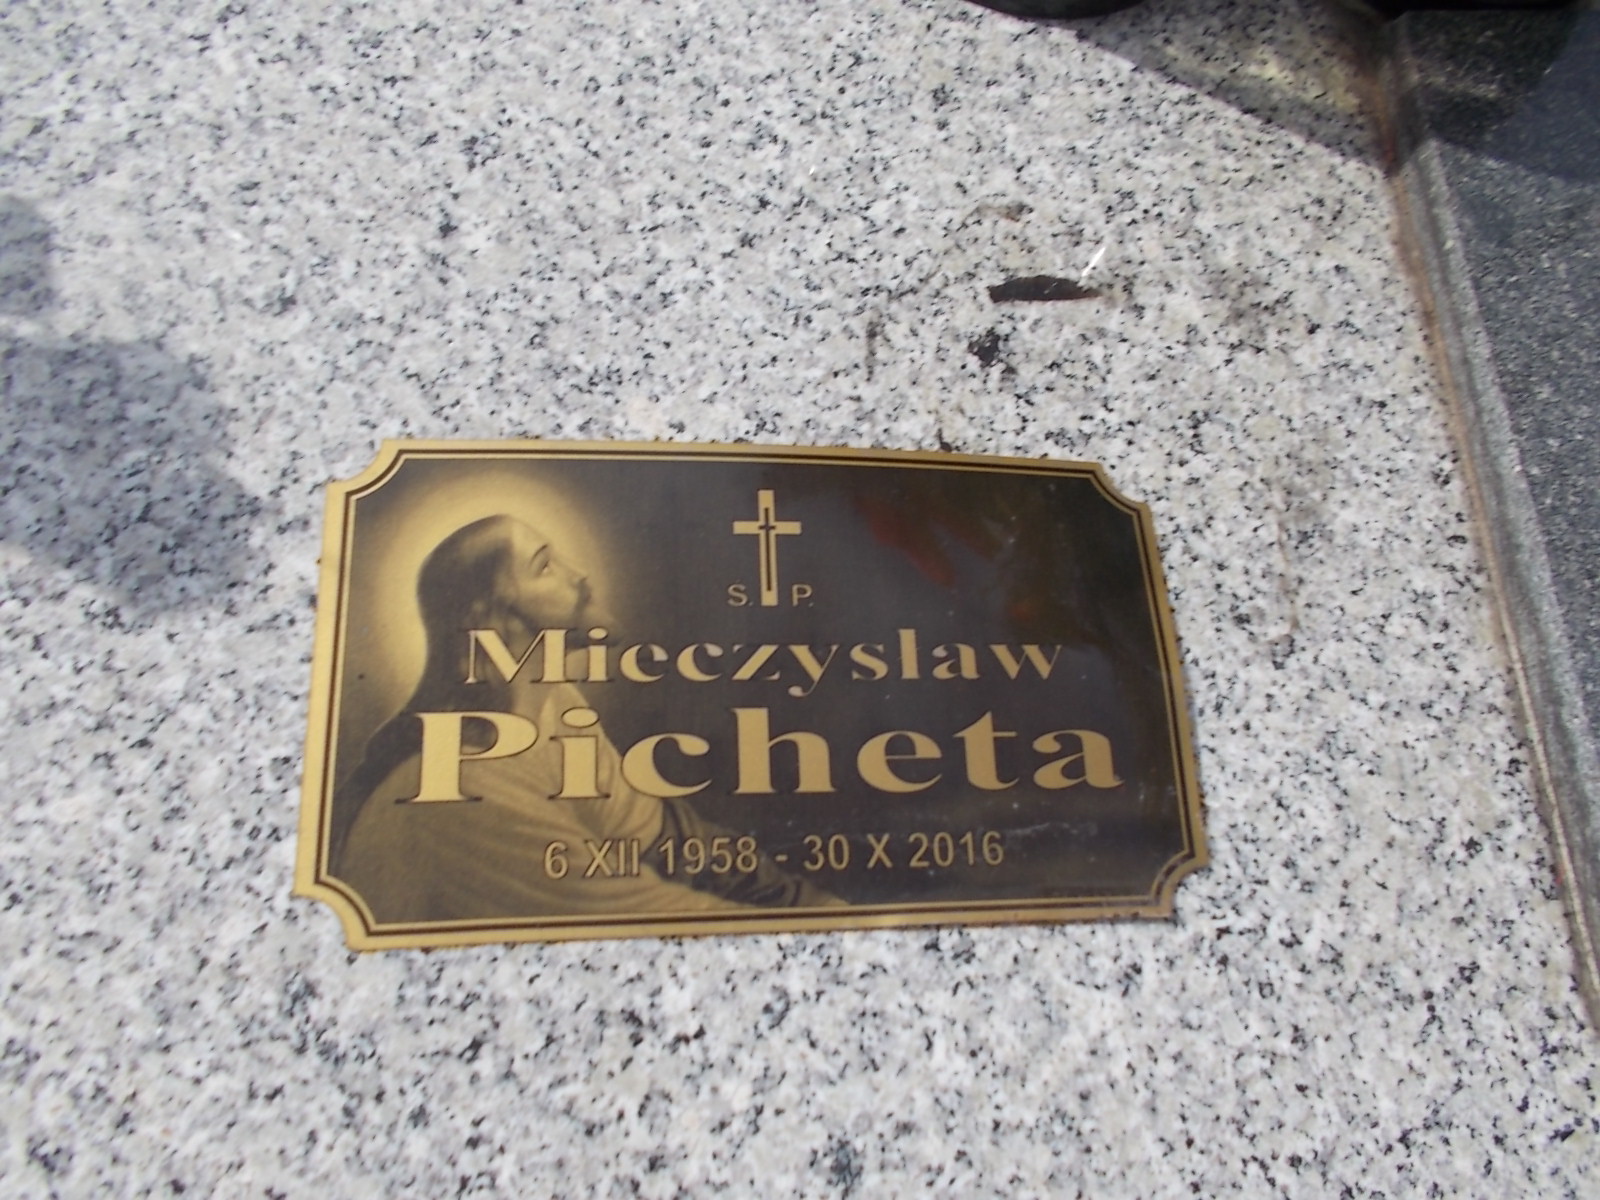 S. P.
Mieczysław
Picheta
6 XII 1958 - 30 X 2016